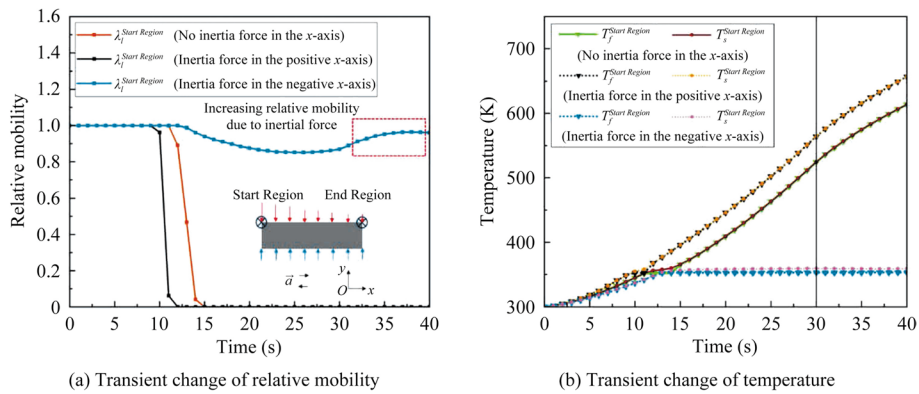 1.6
1.4
1.2
1.0
0.8
0.6
0.4
0.2
0
Relative mobility
λ_l^{Start Region} (No inertia force in the x-axis)
λ_l^{Start Region} (Inertia force in the positive x-axis)
λ_l^{Start Region} (Inertia force in the negative x-axis)
Increasing relative mobility
due to inertial force
Start Region End Region
a⃗
y
O x
0 5 10 15 20 25 30 35 40
Time (s)
(a) Transient change of relative mobility
750
700
650
600
550
500
450
400
350
300
Temperature (K)
T_f^{Start Region} T_s^{Start Region}
(No inertia force in the x-axis)
T_f^{Start Region} T_s^{Start Region}
(Inertia force in the positive x-axis)
T_f^{Start Region} T_s^{Start Region}
(Inertia force in the negative x-axis)
0 5 10 15 20 25 30 35 40
Time (s)
(b) Transient change of temperature